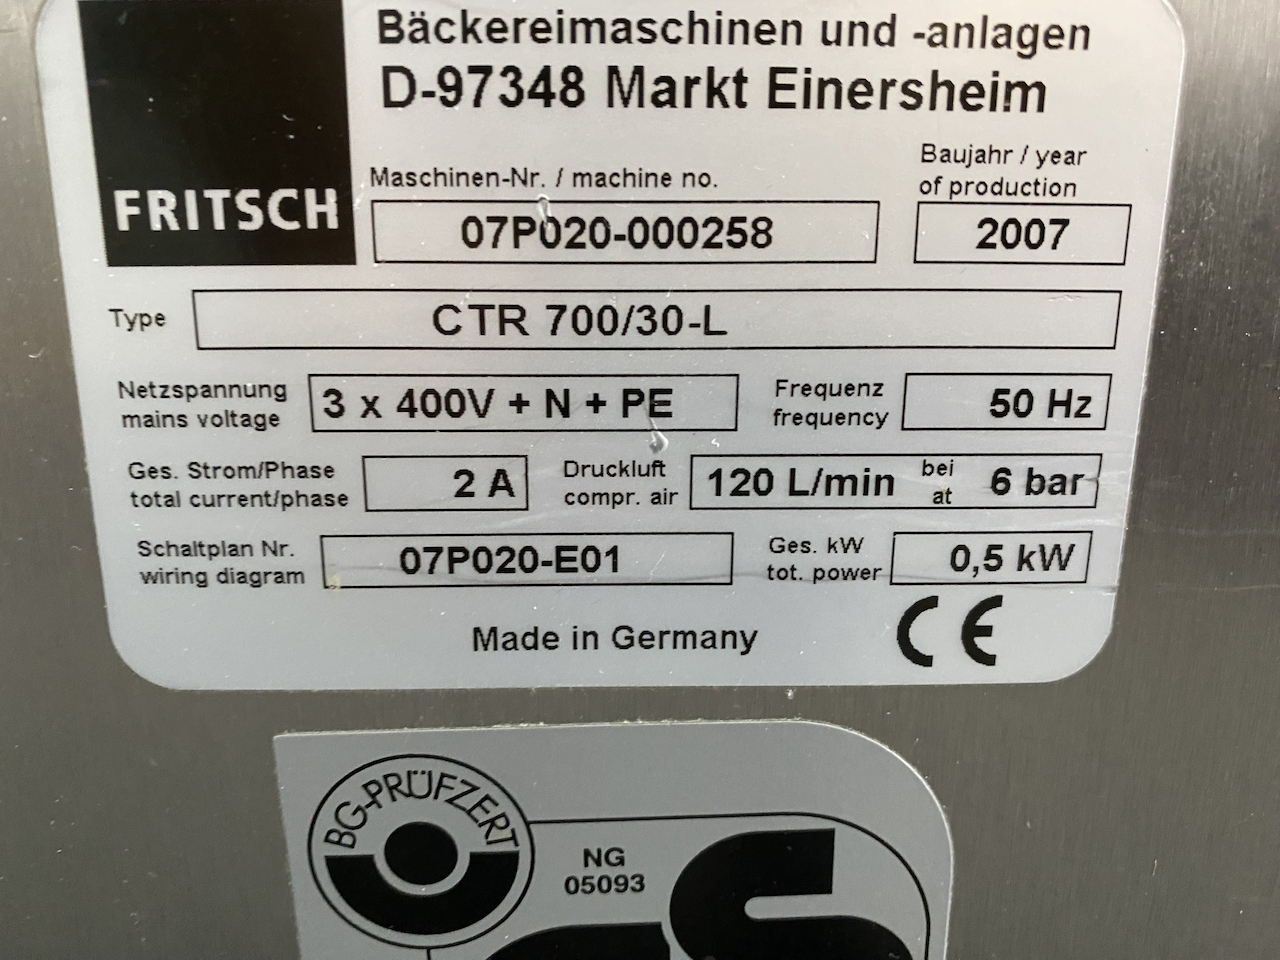 Bäckereimaschinen und -anlagen
D-97348 Markt Einersheim
FRITSCH
Maschinen-Nr. / machine no.
07P020-000258
Baujahr / year
of production
2007
Type
CTR 700/30-L
Netzspannung
mains voltage
3 x 400V + N + PE
Frequenz
frequency
50 Hz
Ges. Strom/Phase
total current/phase
2 A
Druckluft
compr. air
120 L/min
bei
at
6 bar
Schaltplan Nr.
wiring diagram
07P020-E01
Ges. kW
tot. power
0,5 kW
Made in Germany
CE
BG-PRÜFZERT
NG
05093